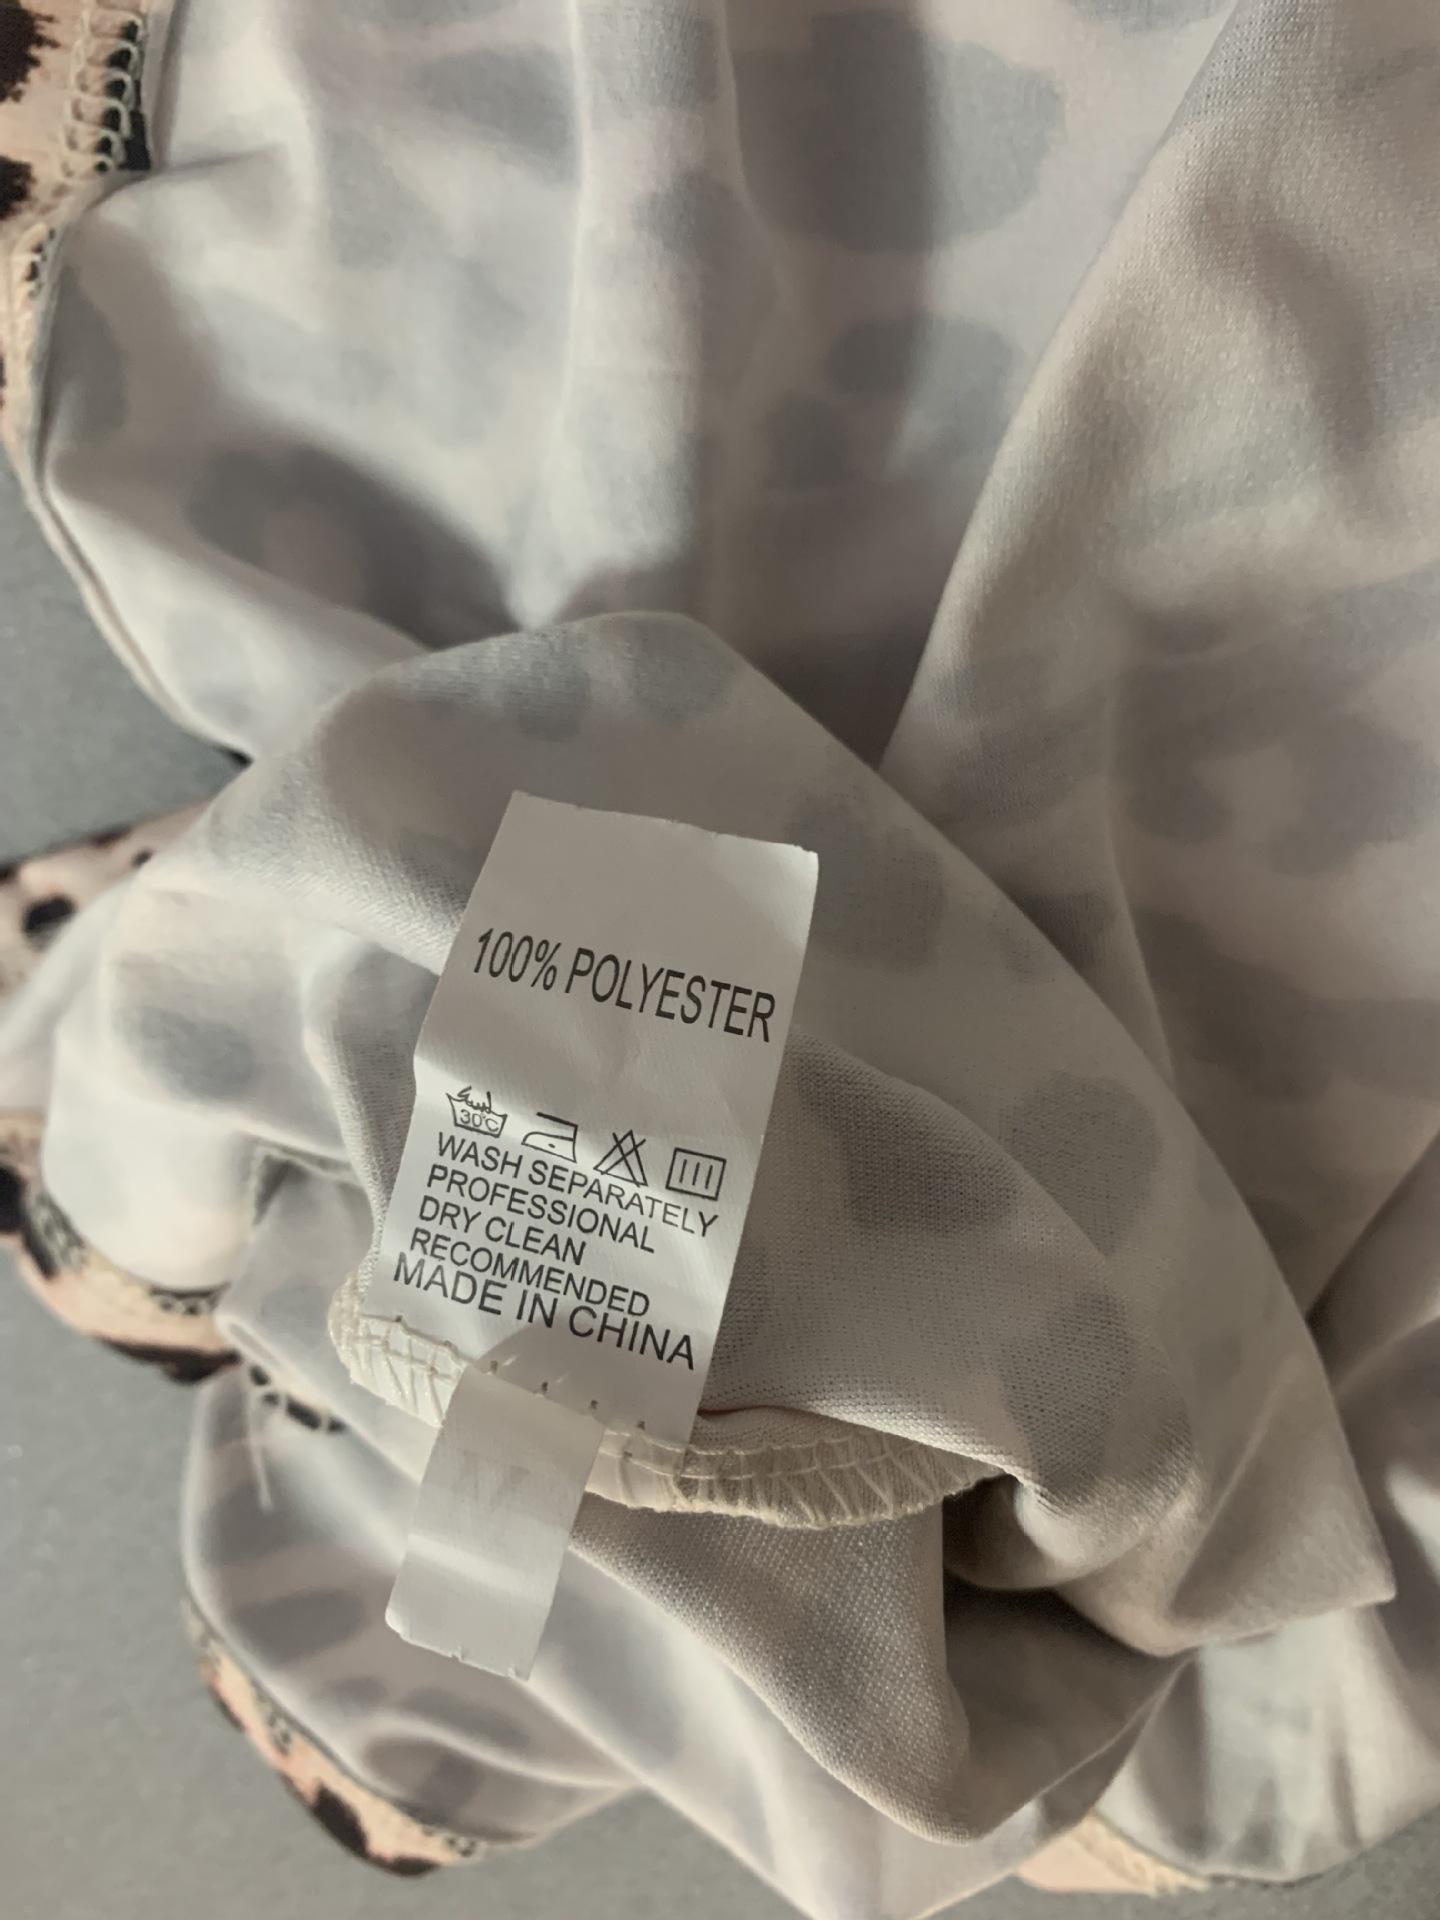 100% POLYESTER
30°C
WASH SEPARATELY
PROFESSIONAL
DRY CLEAN
RECOMMENDED
MADE IN CHINA